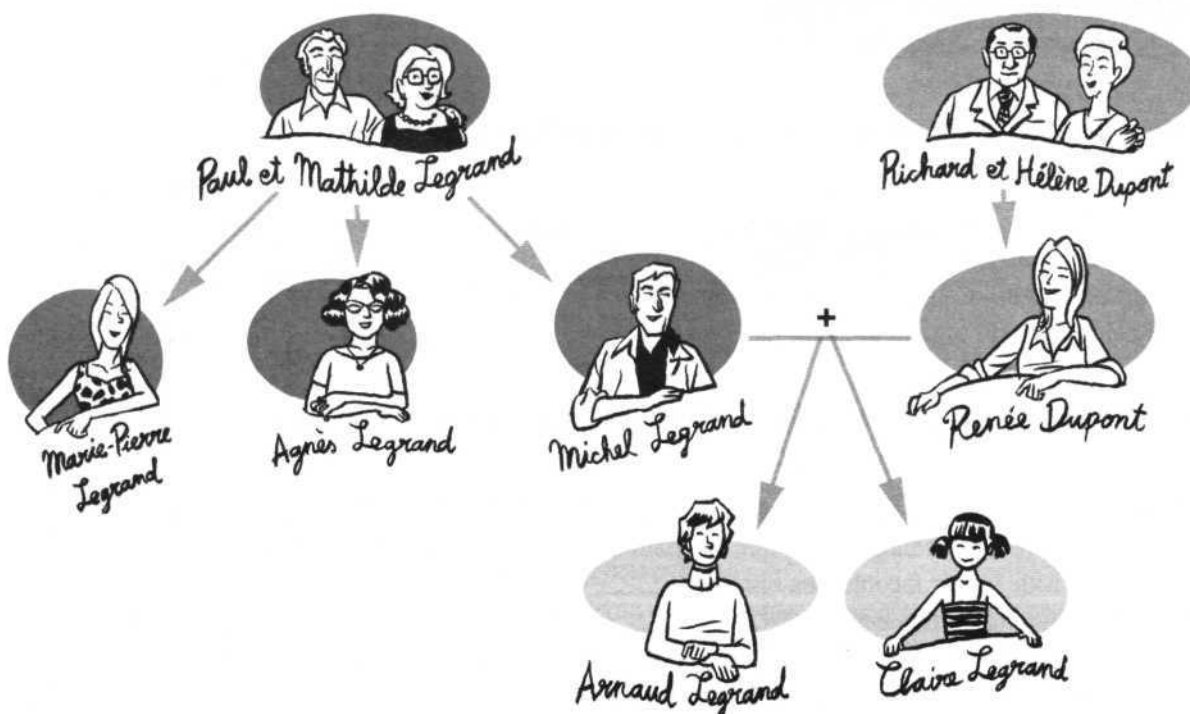 Paul et Mathilde Legrand
Richard et Hélène Dupont
Marie-Pierre
Legrand
Agnès Legrand
Michel Legrand
+
Renée Dupont
Arnaud Legrand
Claire Legrand